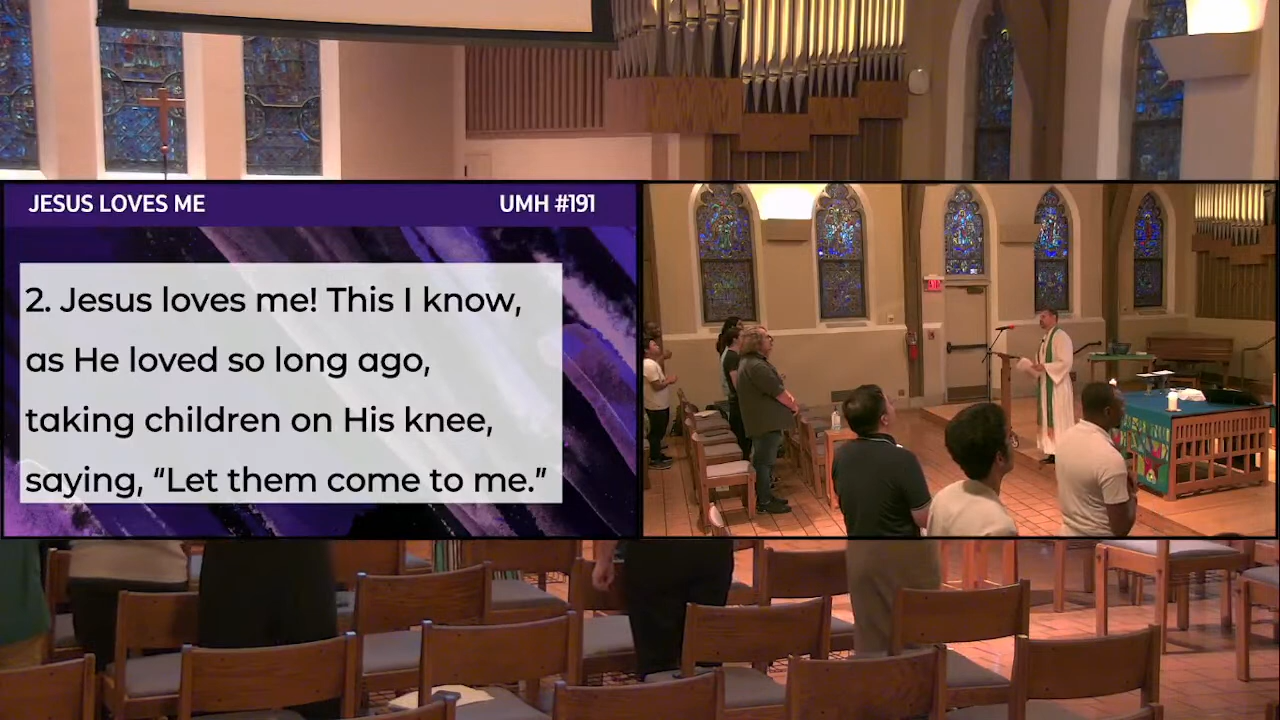 JESUS LOVES ME
UMH #191
2. Jesus loves me! This I know,
as He loved so long ago,
taking children on His knee,
saying, “Let them come to me.”